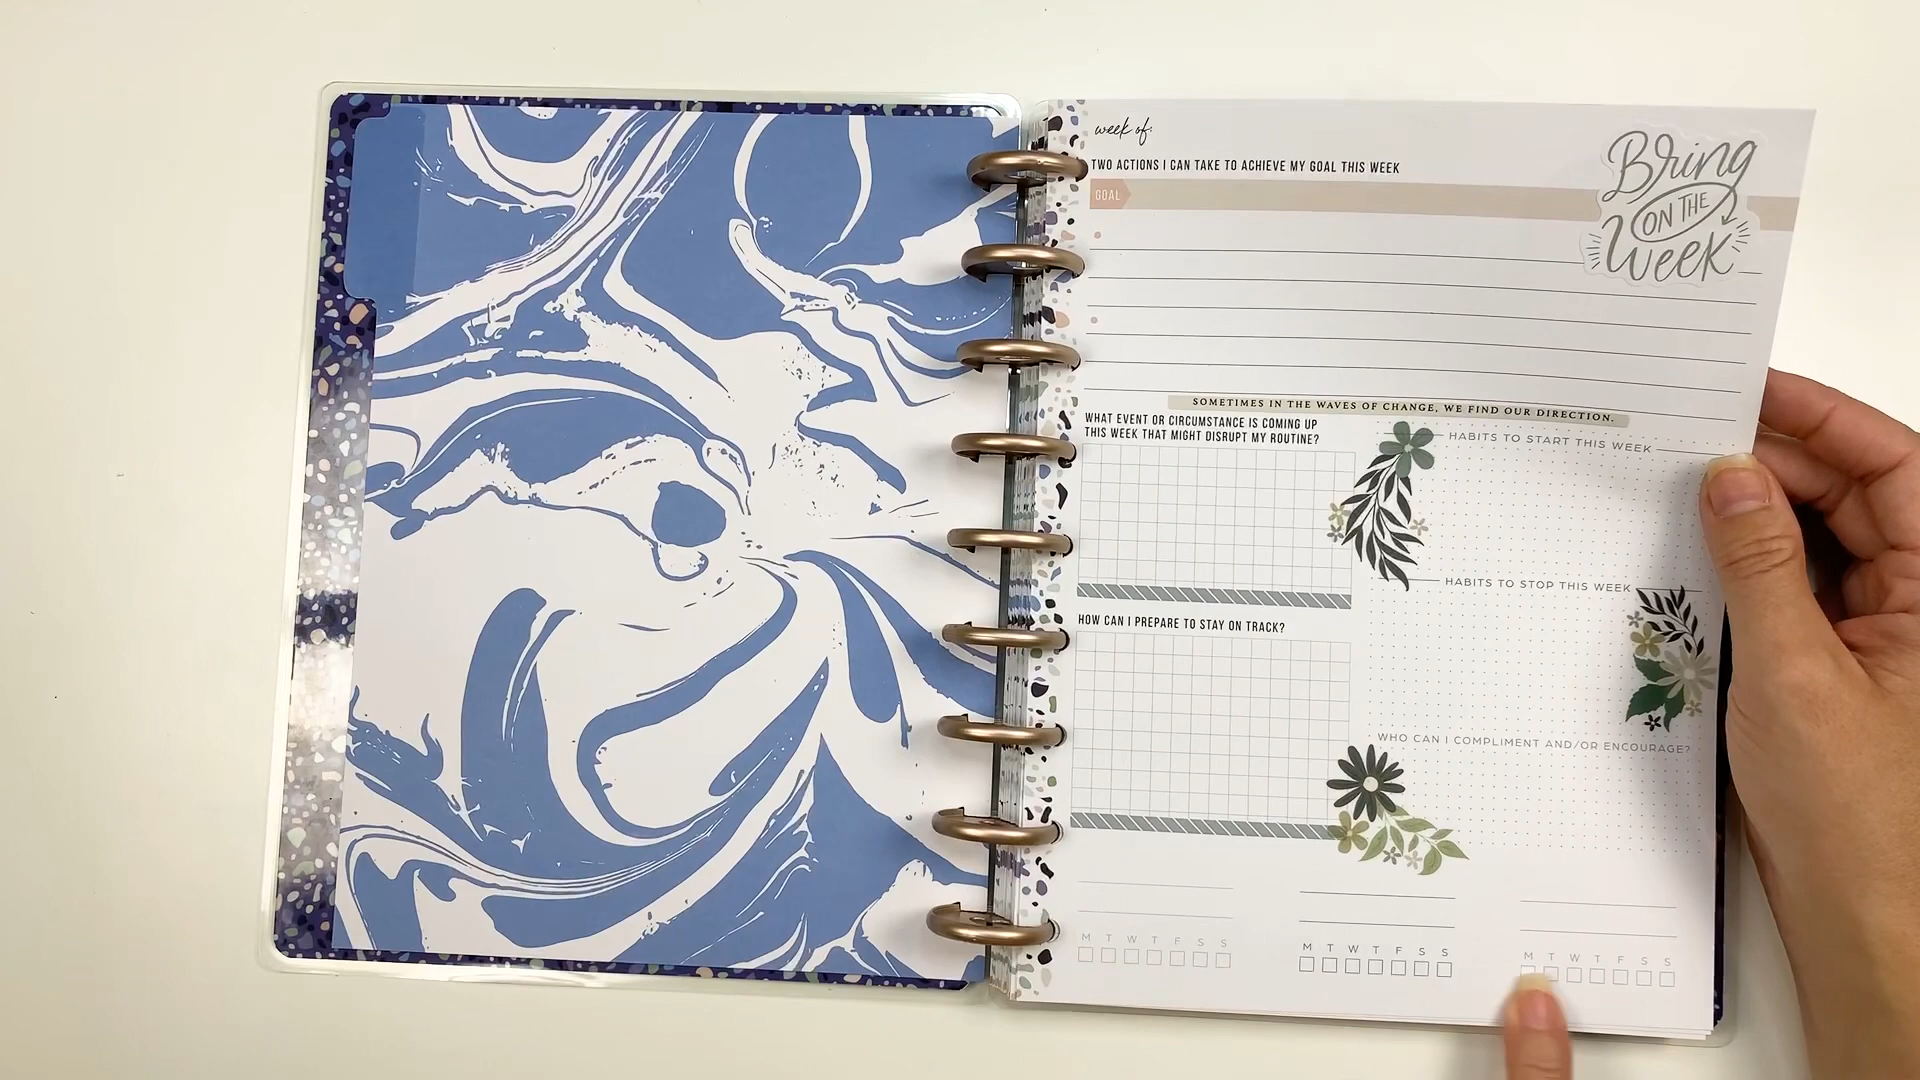 week of:
TWO ACTIONS I CAN TAKE TO ACHIEVE MY GOAL THIS WEEK
GOAL
Bring
ON THE
Week
SOMETIMES IN THE WAVES OF CHANGE, WE FIND OUR DIRECTION.
WHAT EVENT OR CIRCUMSTANCE IS COMING UP
THIS WEEK THAT MIGHT DISRUPT MY ROUTINE?
HABITS TO START THIS WEEK
HABITS TO STOP THIS WEEK
HOW CAN I PREPARE TO STAY ON TRACK?
WHO CAN I COMPLIMENT AND/OR ENCOURAGE?
M T W T F S S
M T W T F S S
M T W T F S S